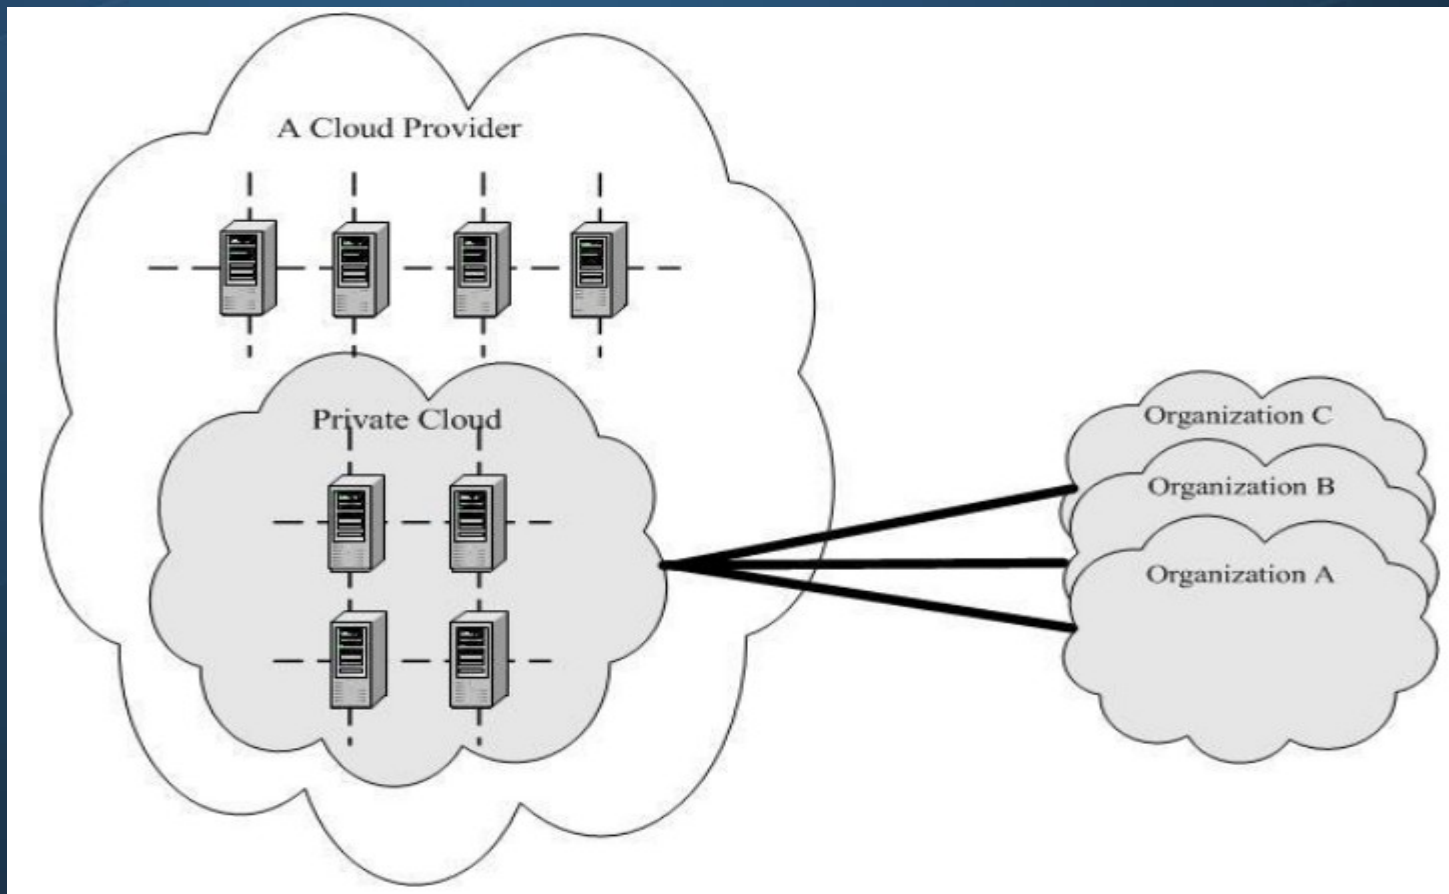 A Cloud Provider
Private Cloud
Organization C
Organization B
Organization A